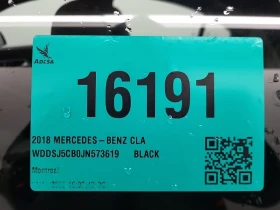 ADESA
16191
2018 MERCEDES-BENZ CLA
WDDSJ5CB0JN573619 BLACK
Montreal